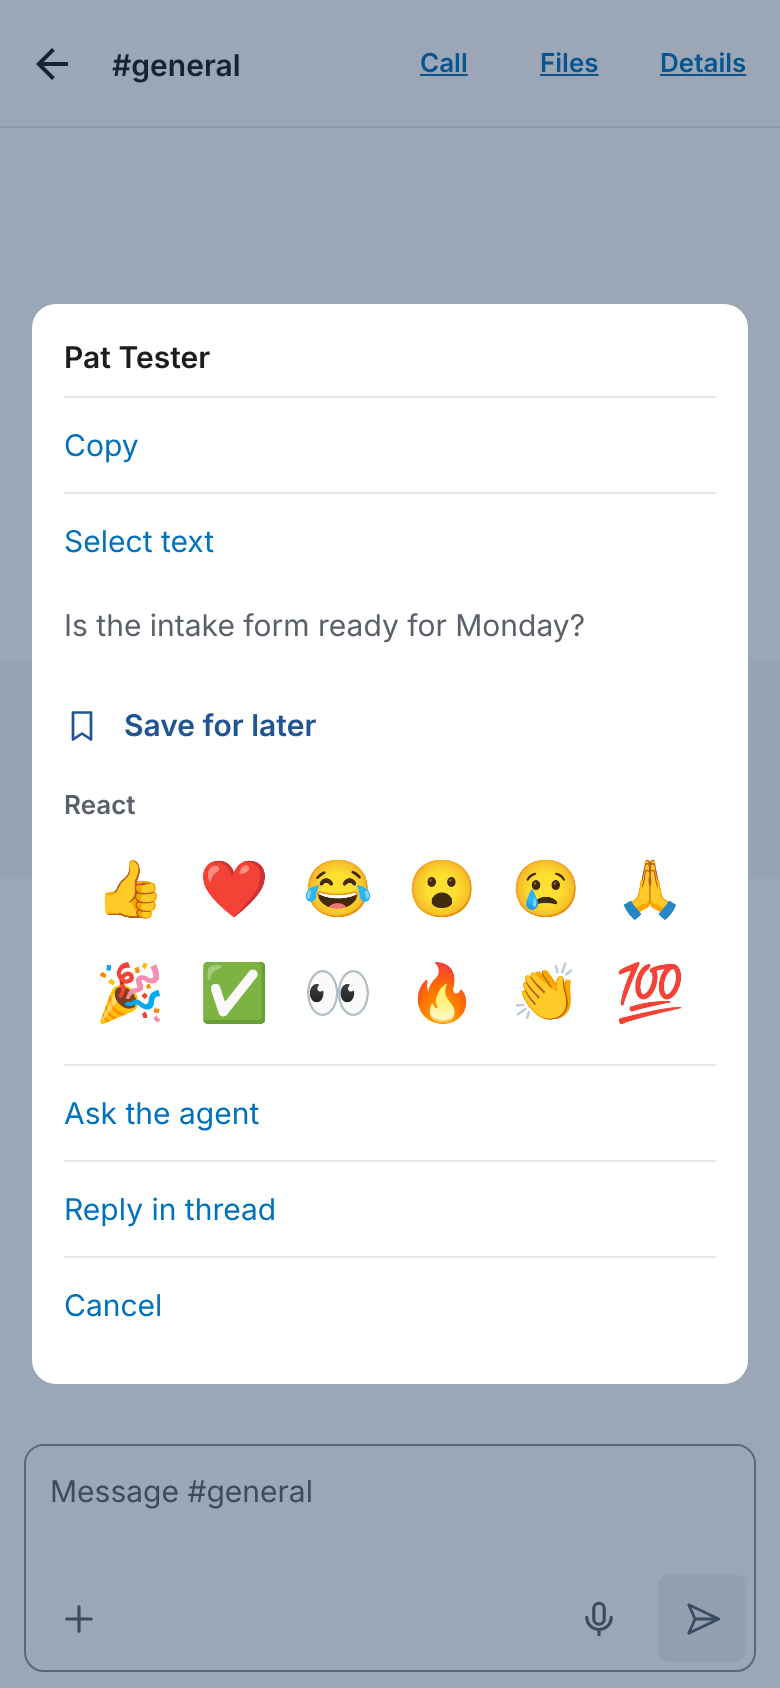 #general
Call
Files
Details
Pat Tester
Copy
Select text
Is the intake form ready for Monday?
Save for later
React
Ask the agent
Reply in thread
Cancel
Message #general